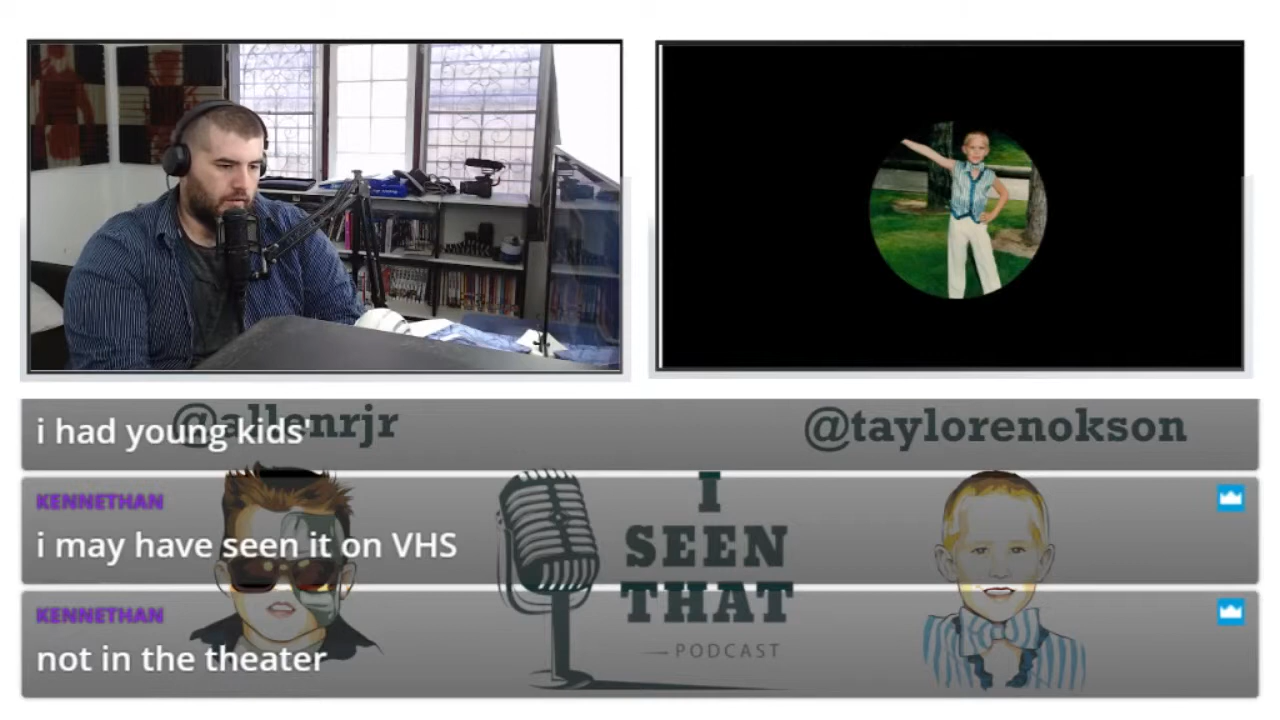 @allenrjr
@taylorenokson
i had young kids'
KENNETHAN
i may have seen it on VHS
KENNETHAN
not in the theater
I
SEEN
THAT
PODCAST